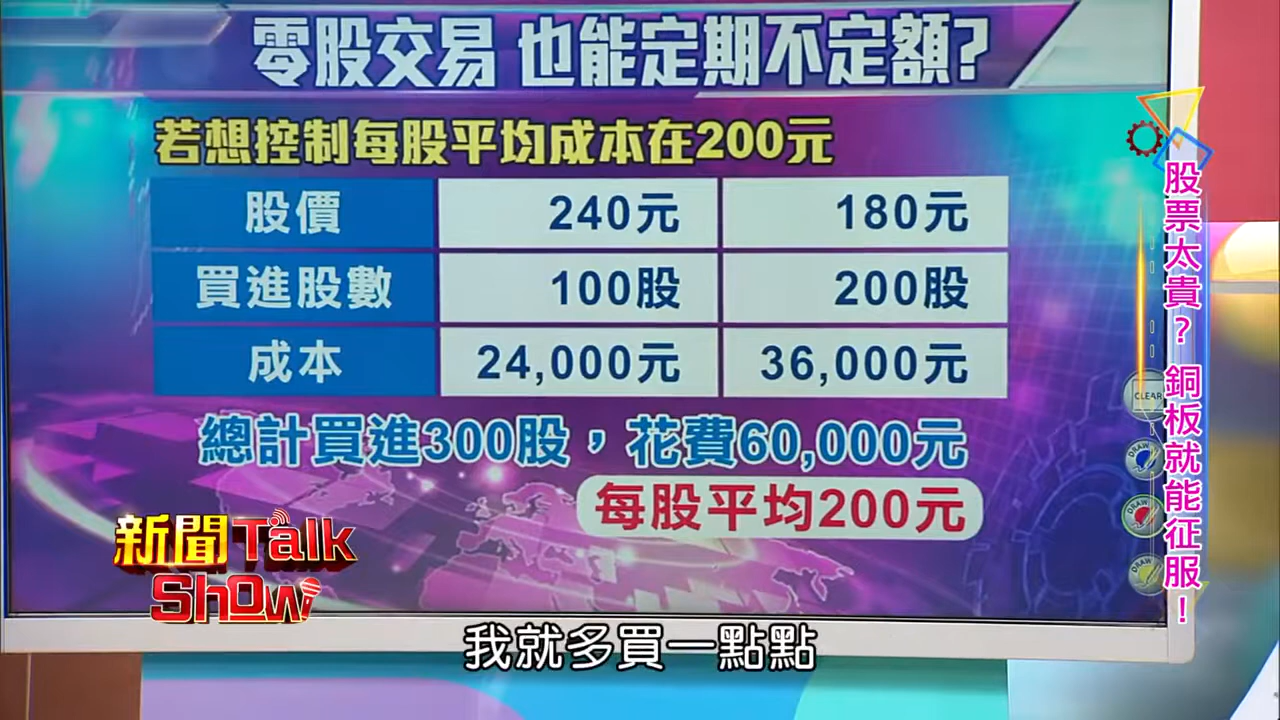 零股交易 也能定期不定額?
若想控制每股平均成本在200元
股價 240元 180元
買進股數 100股 200股
成本 24,000元 36,000元
總計買進300股，花費60,000元
每股平均200元
新聞Talk Show
我就多買一點點
股票太貴？銅板就能征服！
CLEAR
DRAW
DRAW
DRAW